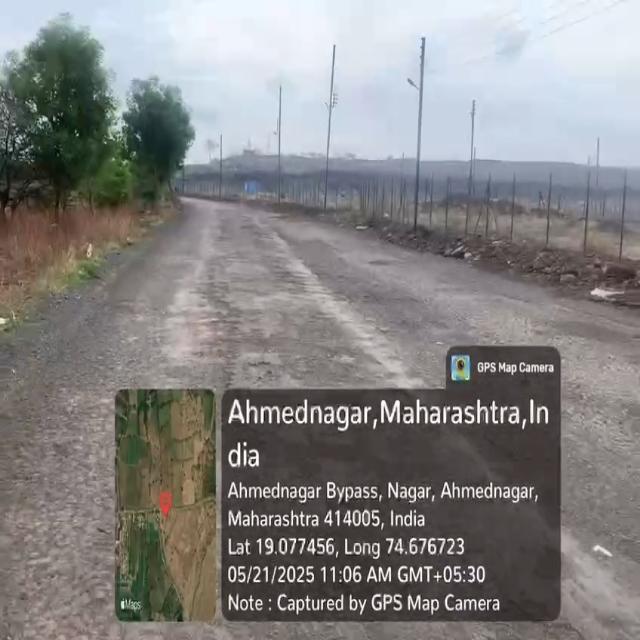 GPS Map Camera
Ahmednagar,Maharashtra,In
dia
Ahmednagar Bypass, Nagar, Ahmednagar,
Maharashtra 414005, India
Lat 19.077456, Long 74.676723
05/21/2025 11:06 AM GMT+05:30
Note : Captured by GPS Map Camera
Maps